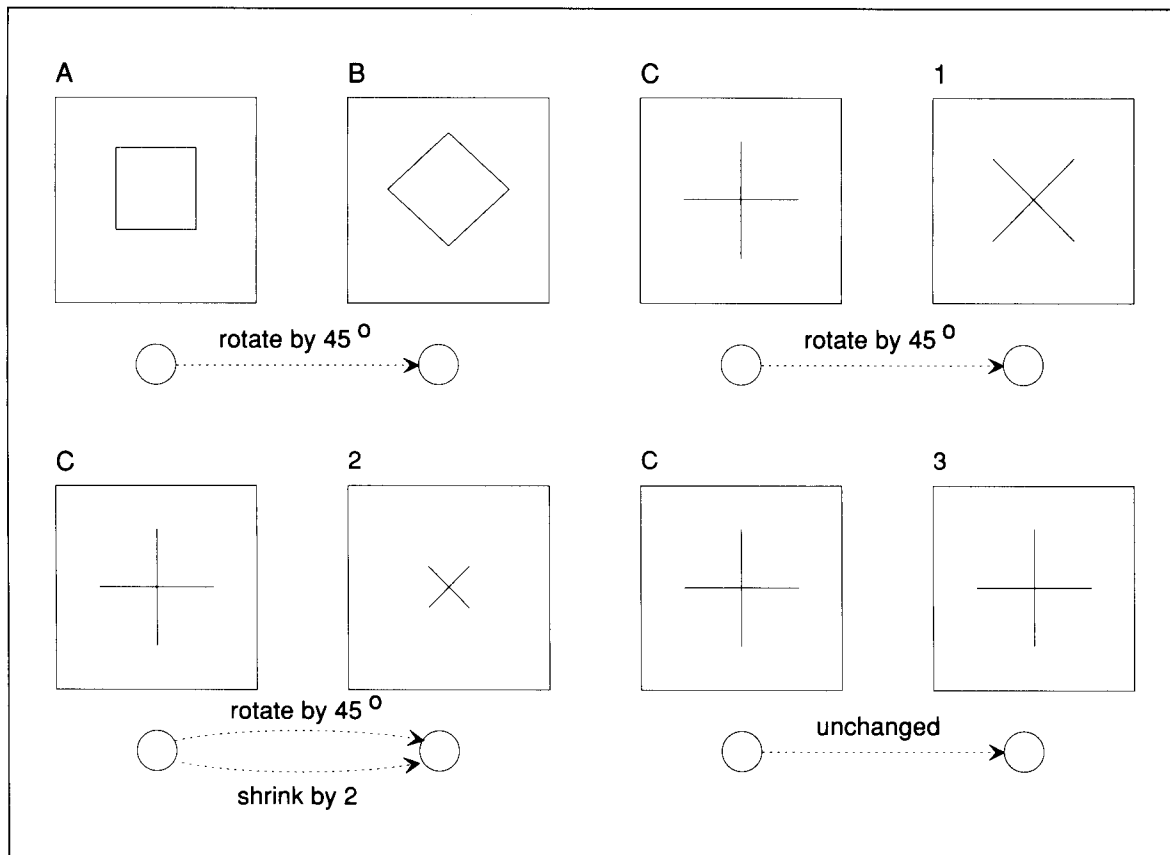 A B C 1
rotate by 45 o rotate by 45 o
C 2 C 3
rotate by 45 o
unchanged
shrink by 2